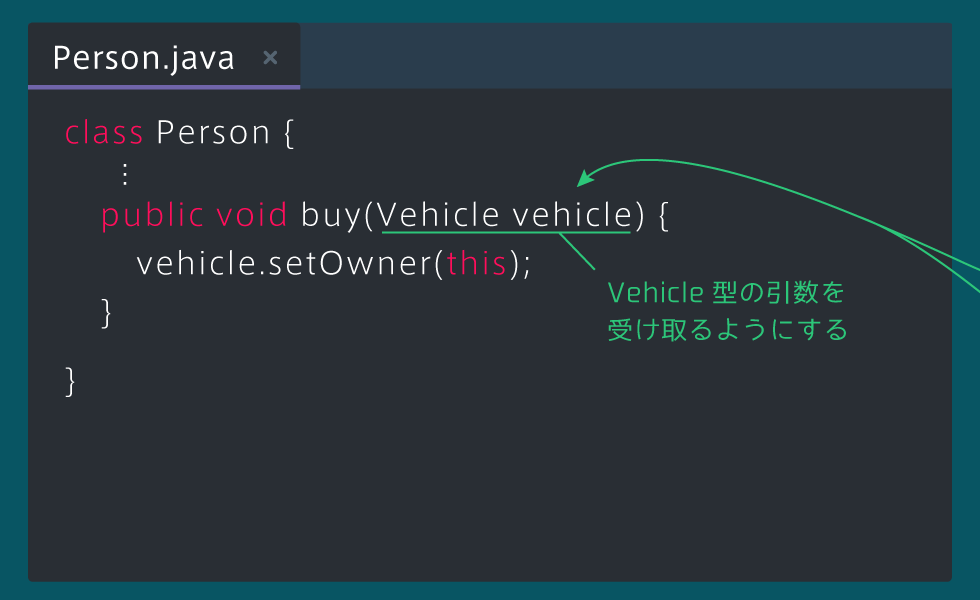 Person.java ×
class Person {
⋮
public void buy(Vehicle vehicle) {
vehicle.setOwner(this);
}
}
Vehicle 型の引数を
受け取るようにする